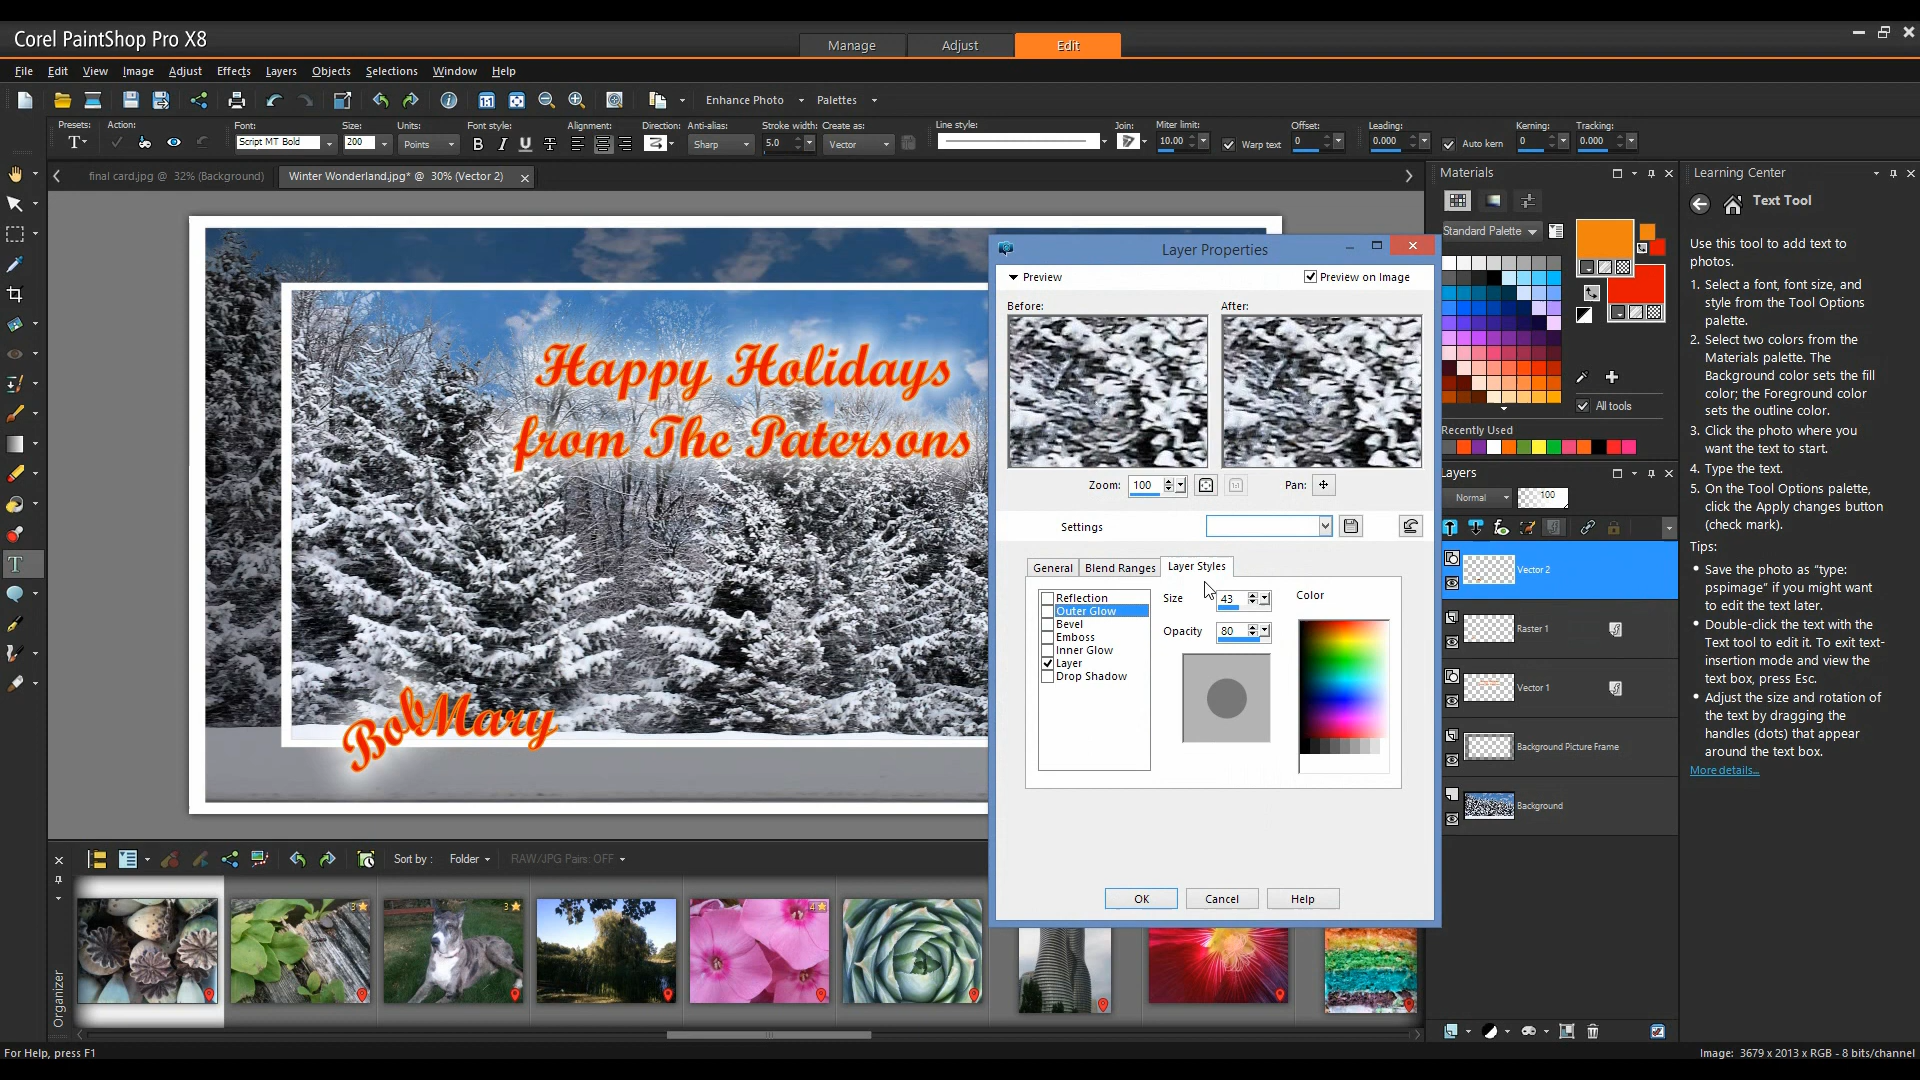 Corel PaintShop Pro X8
Manage
Adjust
Edit
File Edit View Image Adjust Effects Layers Objects Selections Window Help
Enhance Photo
Palettes
Presets:
Action:
Font:
Size:
Units:
Font style:
Alignment:
Direction:
Anti-alias:
Stroke width:
Create as:
Line style:
Join:
Miter limit:
Offset:
Leading:
Kerning:
Tracking:
Script MT Bold
200
Points
Sharp
5.0
Vector
10.00
Warp text
0
0.000
Auto kern
0
0.000
final card.jpg @ 32% (Background)
Winter Wonderland.jpg* @ 30% (Vector 2)
Happy Holidays
from The Patersons
Bob
Mary
Layer Properties
Preview
Preview on Image
Before:
After:
Zoom: 100
Pan:
Settings
General
Blend Ranges
Layer Styles
Reflection
Outer Glow
Bevel
Emboss
Inner Glow
Layer
Drop Shadow
Size 43
Opacity 80
Color
OK
Cancel
Help
Materials
Standard Palette
All tools
Recently Used
Layers
Normal
100
Vector 2
Raster 1
Vector 1
Background Picture Frame
Background
Learning Center
Text Tool
Use this tool to add text to
photos.
1. Select a font, font size, and
style from the Tool Options
palette.
2. Select two colors from the
Materials palette. The
Background color sets the fill
color; the Foreground color
sets the outline color.
3. Click the photo where you
want the text to start.
4. Type the text.
5. On the Tool Options palette,
click the Apply changes button
(check mark).
Tips:
• Save the photo as "type:
pspimage" if you might want
to edit the text later.
• Double-click the text with the
Text tool to edit it. To exit text-
insertion mode and view the
text box, press Esc.
• Adjust the size and rotation of
the text by dragging the
handles (dots) that appear
around the text box.
More details...
Sort by : Folder
RAW/JPG Pairs: OFF
Organizer
3
3
4
For Help, press F1
Image: 3679 x 2013 x RGB - 8 bits/channel